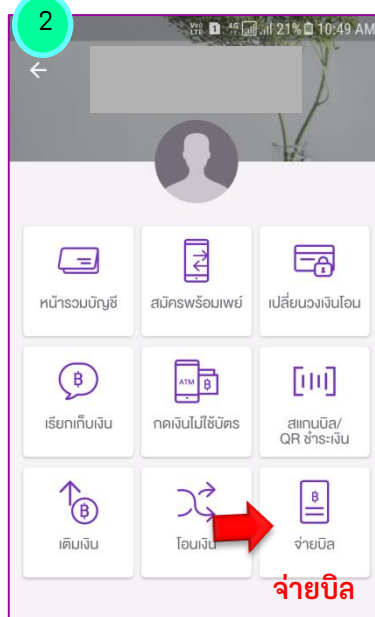 2
Vo) LTE 1 4G 21% 10:49 AM
หน้ารวมบัญชี
สมัครพร้อมเพย์
เปลี่ยนวงเงินโอน
เรียกเก็บเงิน
ATM
กดเงินไม่ใช้บัตร
สแกนบิล/
QR ชำระเงิน
เติมเงิน
โอนเงิน
จ่ายบิล
จ่ายบิล